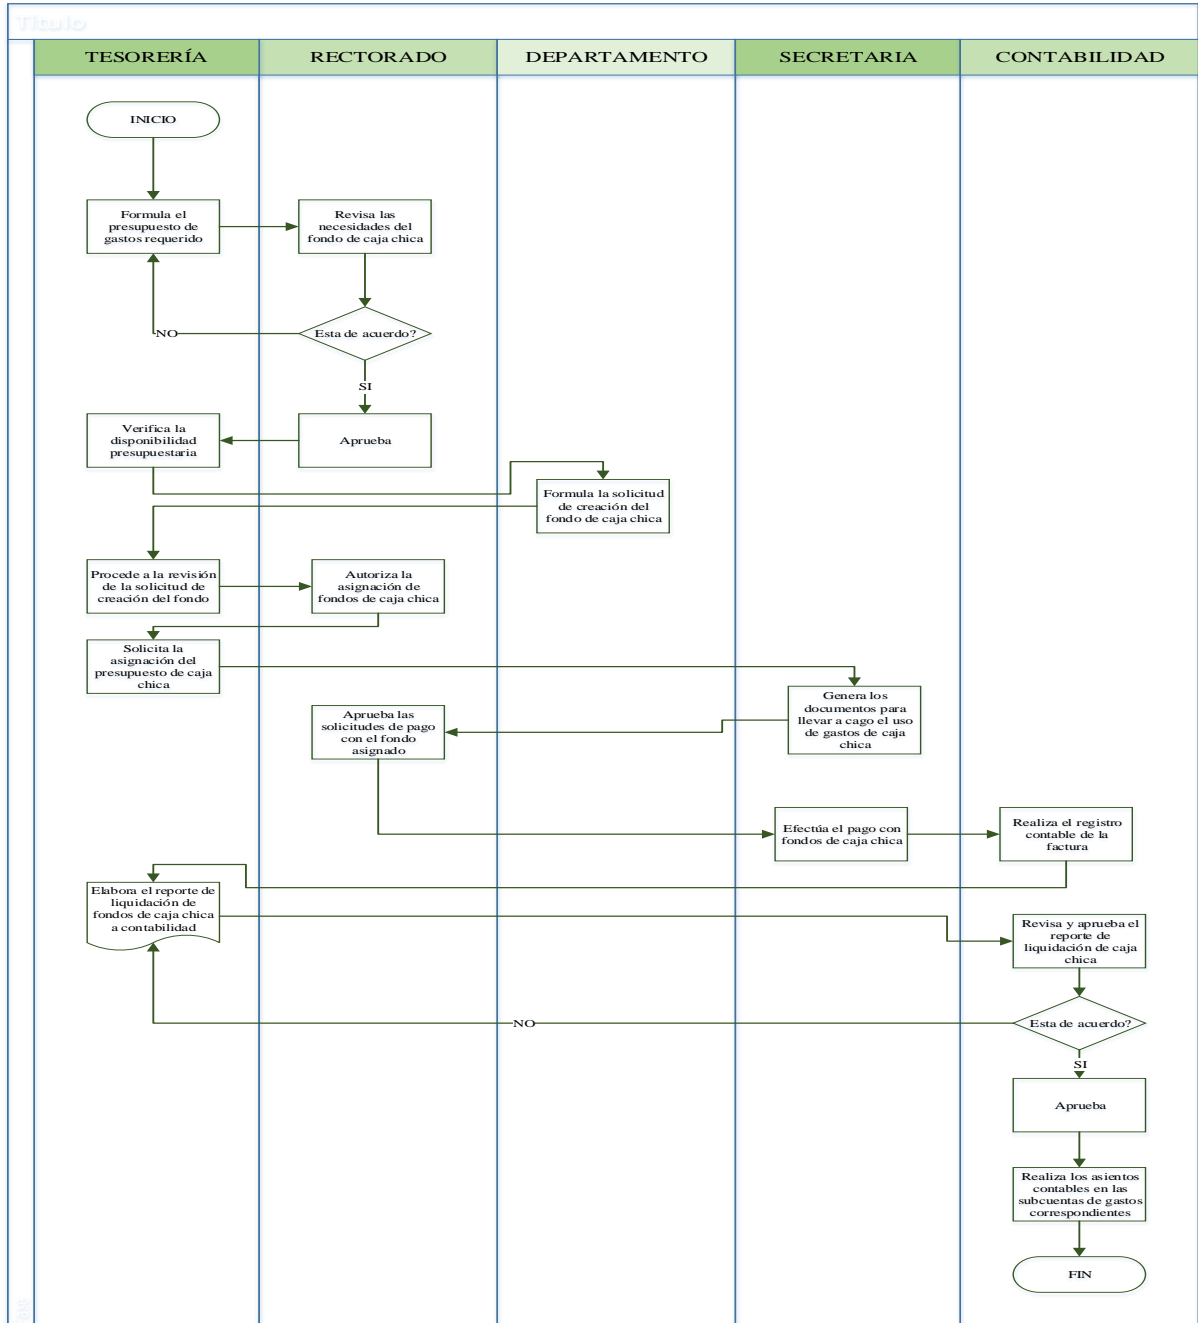 Título
TESORERÍA
RECTORADO
DEPARTAMENTO
SECRETARIA
CONTABILIDAD
INICIO
Formula el
presupuesto de
gastos requerido
Revisa las
necesidades del
fondo de caja chica
Esta de acuerdo?
NO
SI
Verifica la
disponibilidad
presupuestaria
Aprueba
Formula la solicitud
de creación del
fondo de caja chica
Procede a la revisión
de la solicitud de
creación del fondo
Autoriza la
asignación de
fondos de caja chica
Solicita la
asignación del
presupuesto de caja
chica
Genera los
documentos para
llevar a cago el uso
de gastos de caja
chica
Aprueba las
solicitudes de pago
con el fondo
asignado
Efectúa el pago con
fondos de caja chica
Realiza el registro
contable de la
factura
Elabora el reporte de
liquidación de
fondos de caja chica
a contabilidad
Revisa y aprueba el
reporte de
liquidación de caja
chica
Esta de acuerdo?
NO
SI
Aprueba
Realiza los asientos
contables en las
subcuentas de gastos
correspondientes
FIN